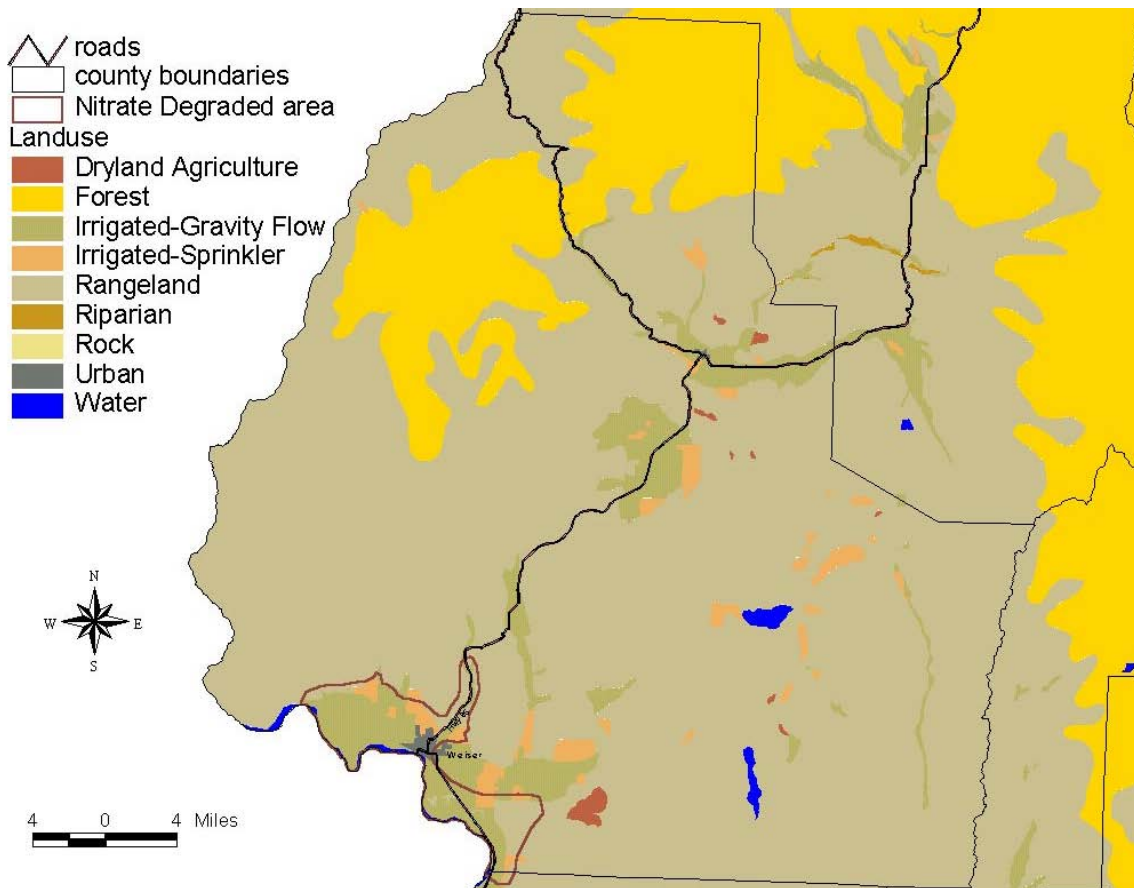 roads
county boundaries
Nitrate Degraded area
Landuse
Dryland Agriculture
Forest
Irrigated-Gravity Flow
Irrigated-Sprinkler
Rangeland
Riparian
Rock
Urban
Water
N
W E
S
Weiser
4 0 4 Miles